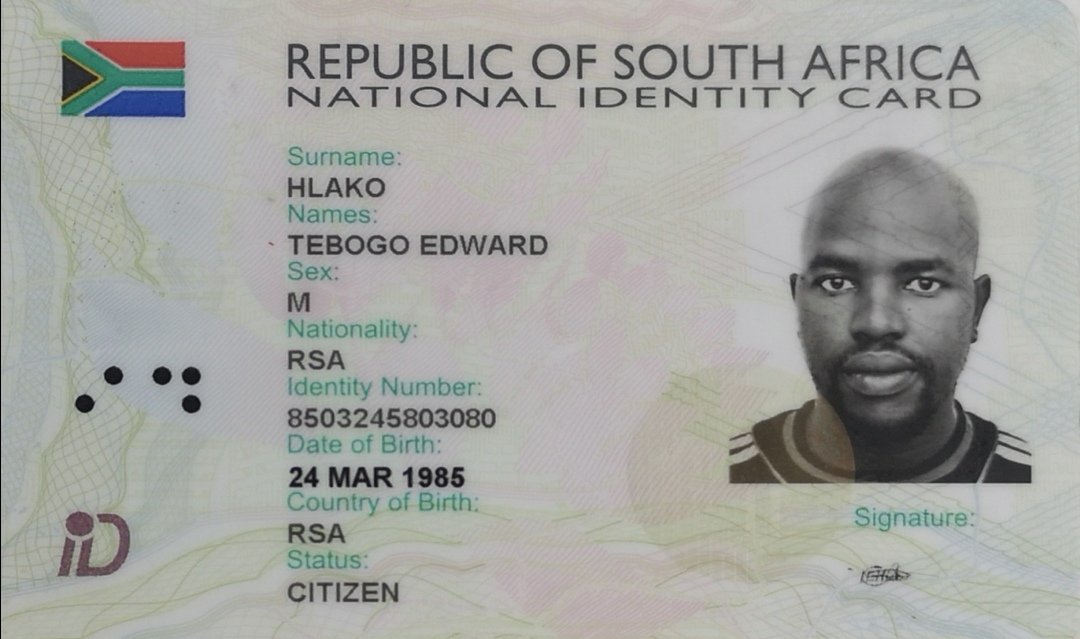 REPUBLIC OF SOUTH AFRICA
NATIONAL IDENTITY CARD
Surname:
HLAKO
Names:
TEBOGO EDWARD
Sex:
M
Nationality:
RSA
Identity Number:
8503245803080
Date of Birth:
24 MAR 1985
Country of Birth:
RSA
Status:
CITIZEN
iD
Signature: